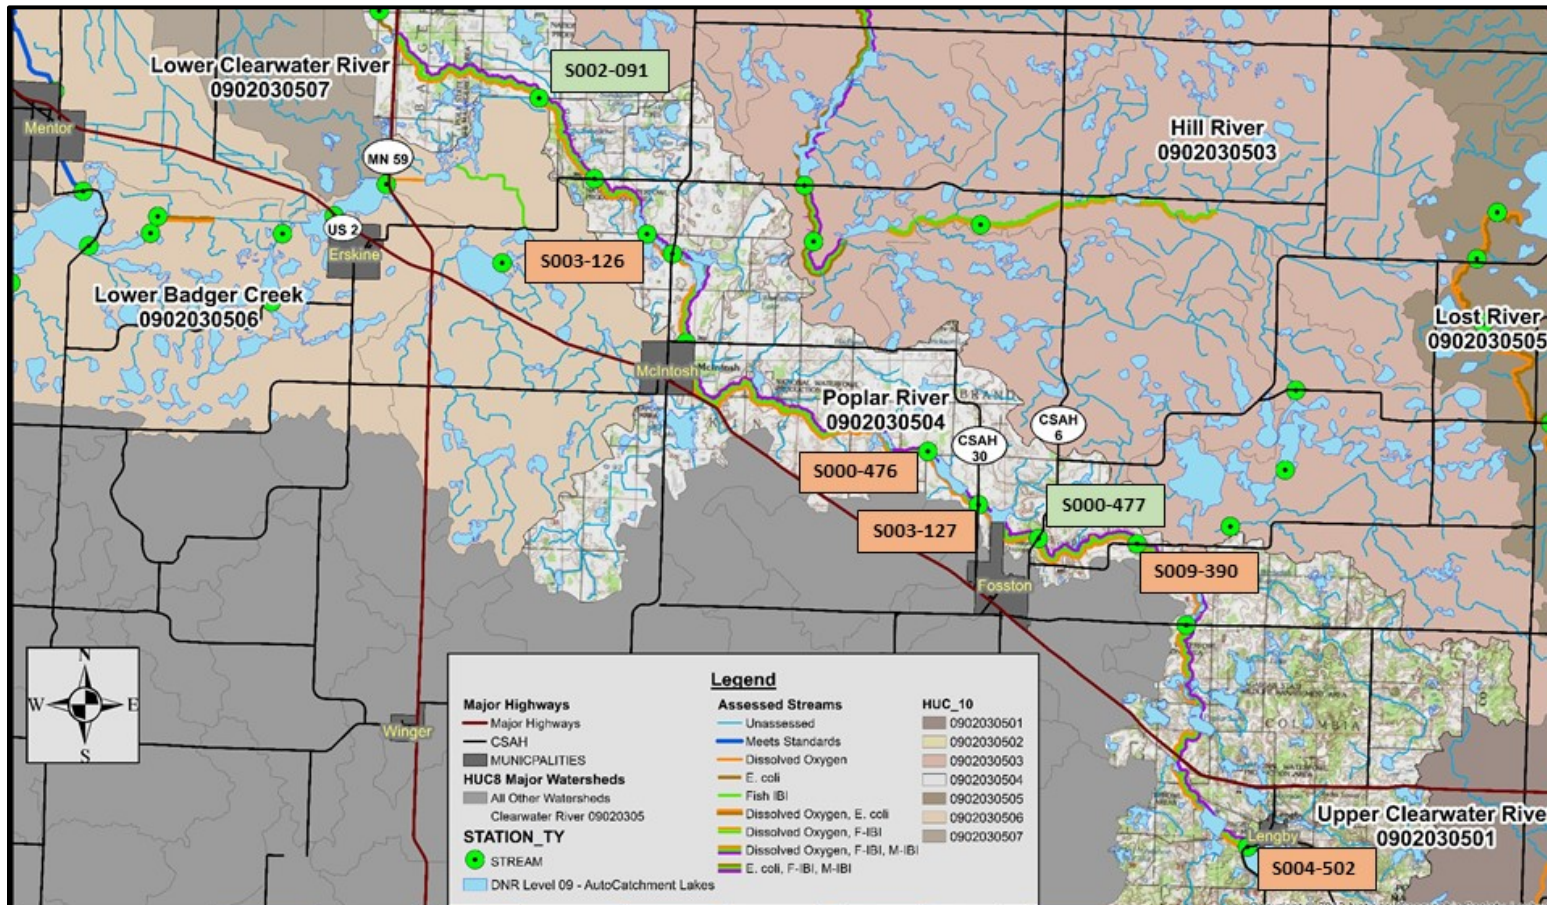 Lower Clearwater River
0902030507
S002-091
Hill River
0902030503
Mentor
MN 59
US 2
Erskine
S003-126
Lower Badger Creek
0902030506
Lost River
0902030505
McIntosh
McIntosh
Poplar River
0902030504
BRAND
KING
CSAH
30
CSAH
6
S000-476
S000-477
S003-127
S009-390
Fosston
COLUMBIA
N
W E
S
Winger
Upper Clearwater Rive
0902030501
Lengby
S004-502
Legend
Major Highways
Major Highways
CSAH
MUNICPALITIES
HUC8 Major Watersheds
All Other Watersheds
Clearwater River 09020305
STATION_TY
STREAM
DNR Level 09 - AutoCatchment Lakes
Assessed Streams
Unassessed
Meets Standards
Dissolved Oxygen
E. coli
Fish IBI
Dissolved Oxygen, E. coli
Dissolved Oxygen, F-IBI
Dissolved Oxygen, F-IBI, M-IBI
E. coli, F-IBI, M-IBI
HUC_10
0902030501
0902030502
0902030503
0902030504
0902030505
0902030506
0902030507